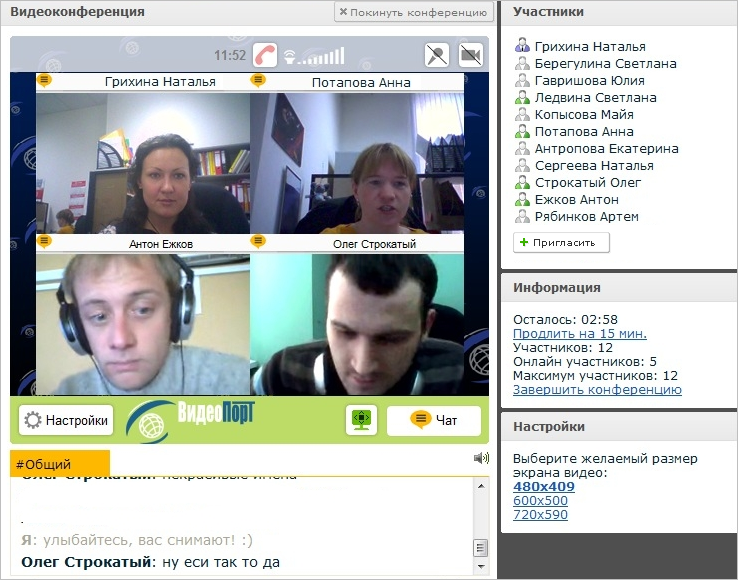 Видеоконференция
× Покинуть конференцию
11:52
Грихина Наталья
Потапова Анна
Антон Ежков
Олег Строкатый
Настройки
ВидеоПорт
Чат
#Общий
Олег Строкатый: некрасивые имена
.
Я: улыбайтесь, вас снимают! :)
Олег Строкатый: ну еси так то да
Участники
Грихина Наталья
Берегулина Светлана
Гавришова Юлия
Ледвина Светлана
Копысова Майя
Потапова Анна
Антропова Екатерина
Сергеева Наталья
Строкатый Олег
Ежков Антон
Рябинков Артем
+ Пригласить
Информация
Осталось: 02:58
Продлить на 15 мин.
Участников: 12
Онлайн участников: 5
Максимум участников: 12
Завершить конференцию
Настройки
Выберите желаемый размер
экрана видео:
480x409
600x500
720x590